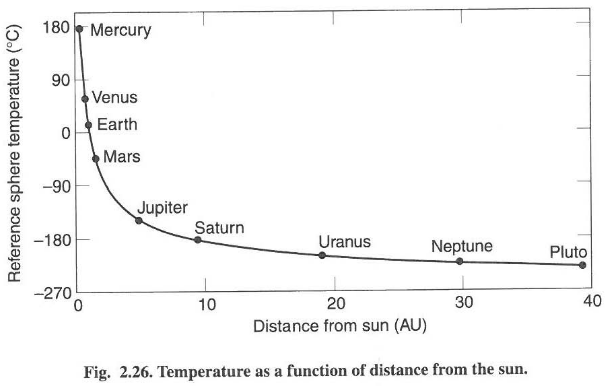 Reference sphere temperature (°C)
180
90
0
−90
−180
−270
Mercury
Venus
Earth
Mars
Jupiter
Saturn
Uranus
Neptune
Pluto
0 10 20 30 40
Distance from sun (AU)
Fig. 2.26. Temperature as a function of distance from the sun.